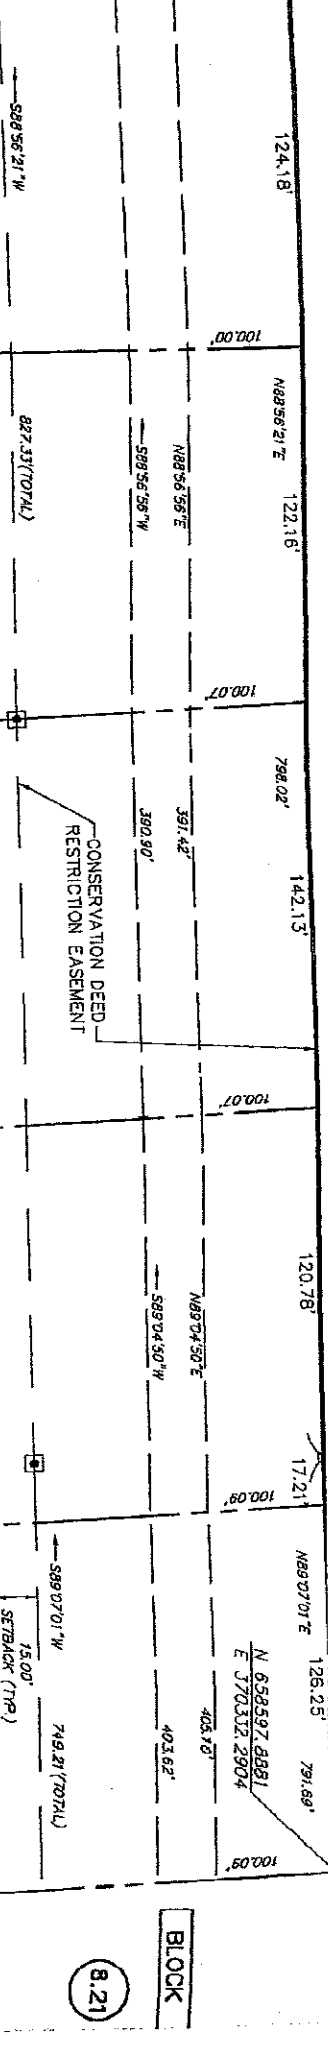 124.18'
S88°56'21"W
100.00'
N88°56'21"E
122.16'
827.33'(TOTAL)
S88°56'56"W
N88°56'56"E
100.07'
798.02'
390.90'
391.42'
142.13'
CONSERVATION DEED
RESTRICTION EASEMENT
100.07'
120.78'
S89°04'50"W
N89°04'50"E
17.21'
100.09'
N89°07'01"E
126.25'
791.69'
S89°07'01"W
749.21'(TOTAL)
15.00'
SETBACK (TYP.)
N 658597.8881
E 370332.2904
403.62'
100.09'
BLOCK
8.21